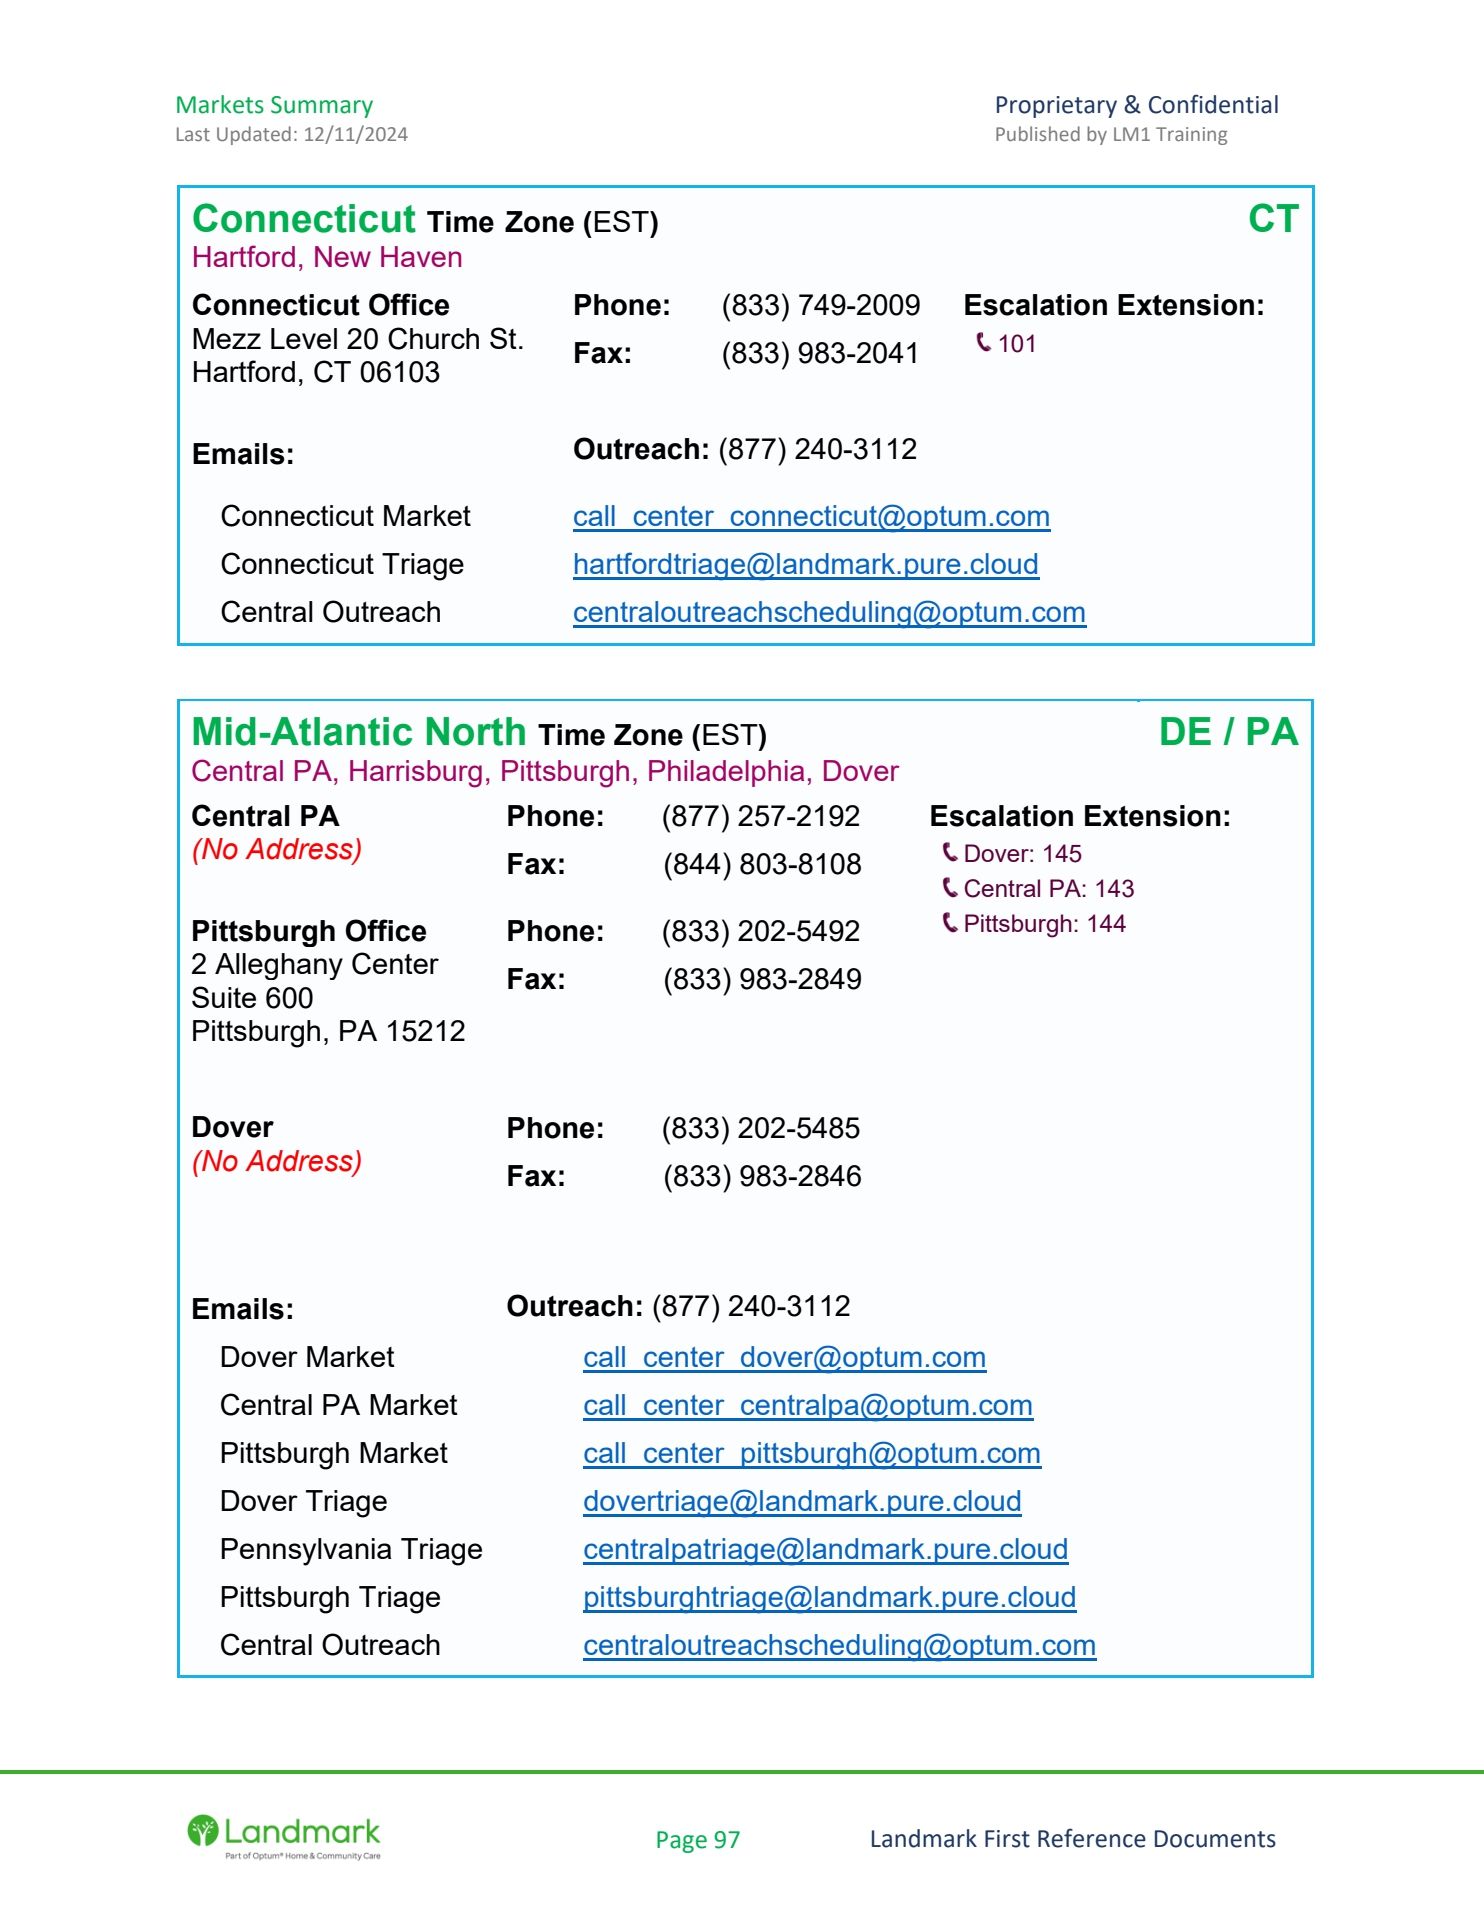 Markets Summary
Proprietary & Confidential
Last Updated: 12/11/2024
Published by LM1 Training
Connecticut Time Zone (EST)
CT
Hartford, New Haven
Connecticut Office
Phone: (833) 749-2009
Escalation Extension:
Mezz Level 20 Church St.
Fax: (833) 983-2041
101
Hartford, CT 06103
Emails:
Outreach: (877) 240-3112
Connecticut Market call_center_connecticut@optum.com
Connecticut Triage hartfordtriage@landmark.pure.cloud
Central Outreach centraloutreachscheduling@optum.com
Mid-Atlantic North Time Zone (EST)
DE / PA
Central PA, Harrisburg, Pittsburgh, Philadelphia, Dover
Central PA
Phone: (877) 257-2192
Escalation Extension:
(No Address)
Fax: (844) 803-8108
Dover: 145
Central PA: 143
Pittsburgh: 144
Pittsburgh Office
Phone: (833) 202-5492
2 Alleghany Center
Fax: (833) 983-2849
Suite 600
Pittsburgh, PA 15212
Dover
Phone: (833) 202-5485
(No Address)
Fax: (833) 983-2846
Emails:
Outreach: (877) 240-3112
Dover Market call_center_dover@optum.com
Central PA Market call_center_centralpa@optum.com
Pittsburgh Market call_center_pittsburgh@optum.com
Dover Triage dovertriage@landmark.pure.cloud
Pennsylvania Triage centralpatriage@landmark.pure.cloud
Pittsburgh Triage pittsburghtriage@landmark.pure.cloud
Central Outreach centraloutreachscheduling@optum.com
Landmark
Part of Optum® Home & Community Care
Page 97
Landmark First Reference Documents